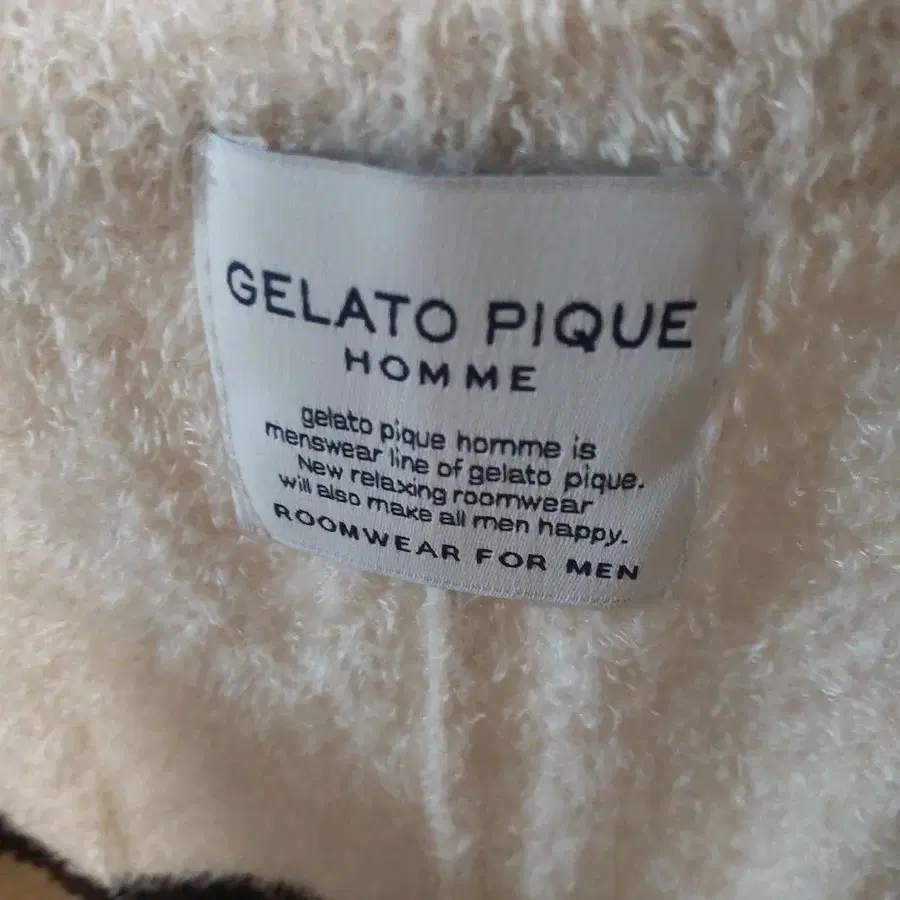 GELATO PIQUE
HOMME
gelato pique homme is
menswear line of gelato pique.
New relaxing roomwear
will also make all men happy.
ROOMWEAR FOR MEN